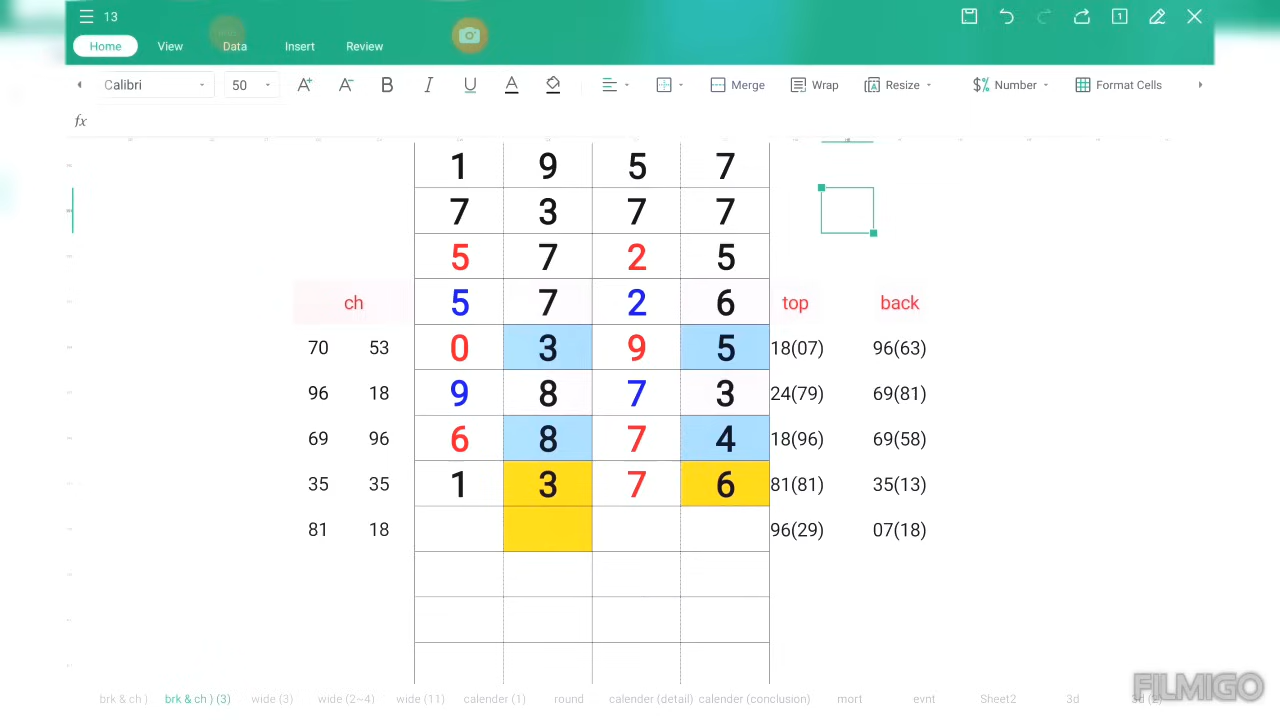 13
Home View Data Insert Review
Calibri 50 A+ A- B I U A Merge Wrap Resize $% Number Format Cells
fx
1 9 5 7
7 3 7 7
5 7 2 5
ch 5 7 2 6 top back
70 53 0 3 9 5 18(07) 96(63)
96 18 9 8 7 3 24(79) 69(81)
69 96 6 8 7 4 18(96) 69(58)
35 35 1 3 7 6 81(81) 35(13)
81 18 96(29) 07(18)
brk & ch ) brk & ch ) (3) wide (3) wide (2~4) wide (11) calender (1) round calender (detail) calender (conclusion) mort evnt Sheet2 3d
FILMIGO